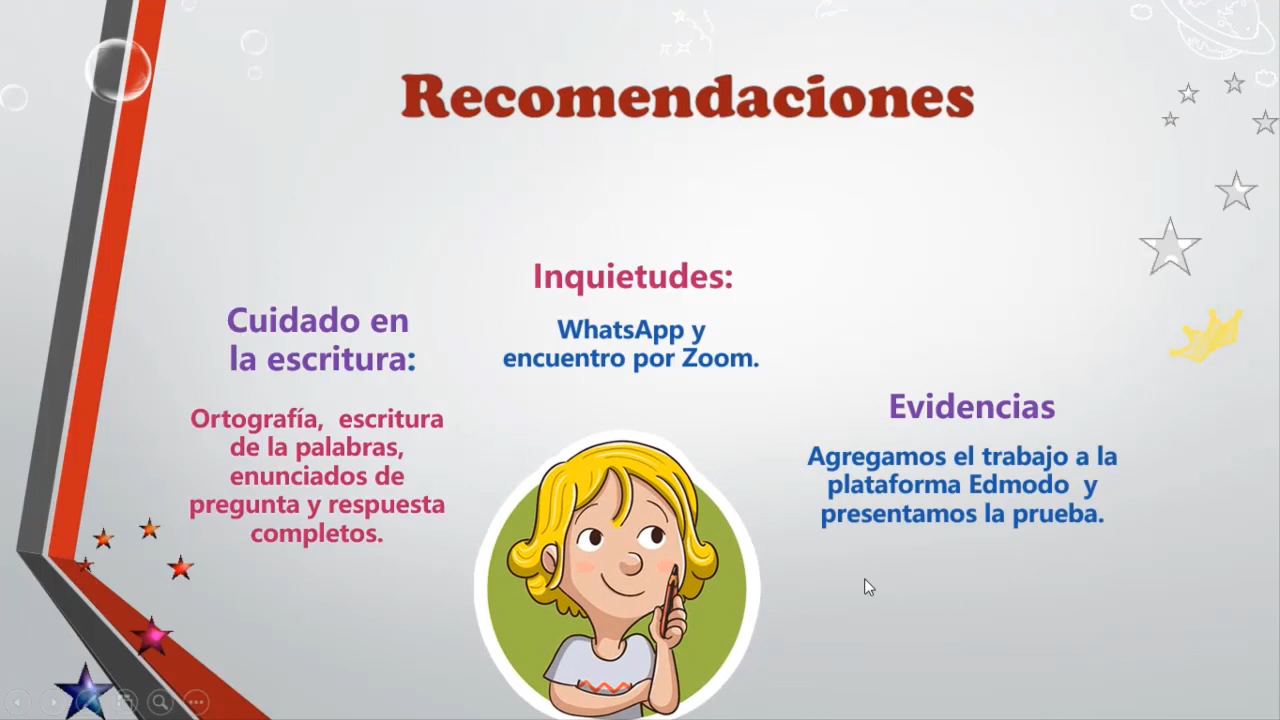 Recomendaciones
Cuidado en
la escritura:
Ortografía, escritura
de la palabras,
enunciados de
pregunta y respuesta
completos.
Inquietudes:
WhatsApp y
encuentro por Zoom.
Evidencias
Agregamos el trabajo a la
plataforma Edmodo y
presentamos la prueba.